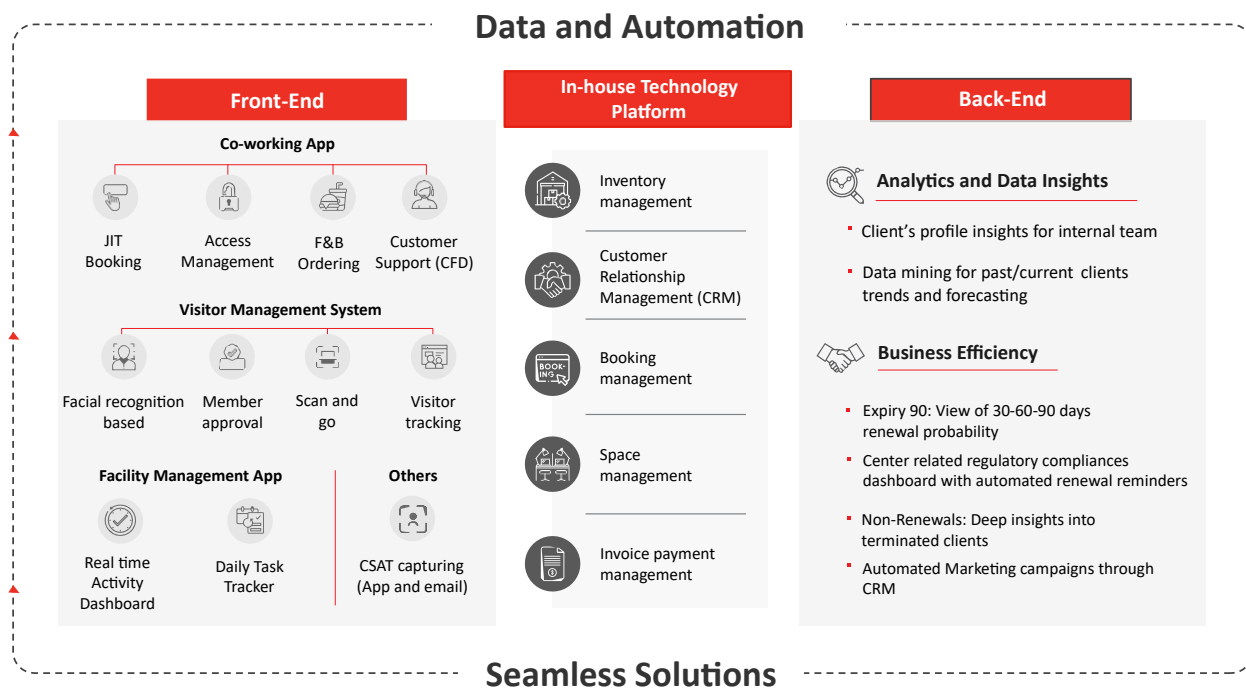 Data and Automation
Front-End
Co-working App
JIT
Booking
Access
Management
F&B
Ordering
Customer
Support (CFD)
Visitor Management System
Facial recognition
based
Member
approval
Scan and
go
Visitor
tracking
Facility Management App
Real time
Activity
Dashboard
Daily Task
Tracker
Others
CSAT capturing
(App and email)
In-house Technology
Platform
Inventory
management
Customer
Relationship
Management (CRM)
BOOK-
ING
Booking
management
Space
management
Invoice payment
management
Back-End
Analytics and Data Insights
Client's profile insights for internal team
Data mining for past/current clients
trends and forecasting
Business Efficiency
Expiry 90: View of 30-60-90 days
renewal probability
Center related regulatory compliances
dashboard with automated renewal reminders
Non-Renewals: Deep insights into
terminated clients
Automated Marketing campaigns through
CRM
Seamless Solutions